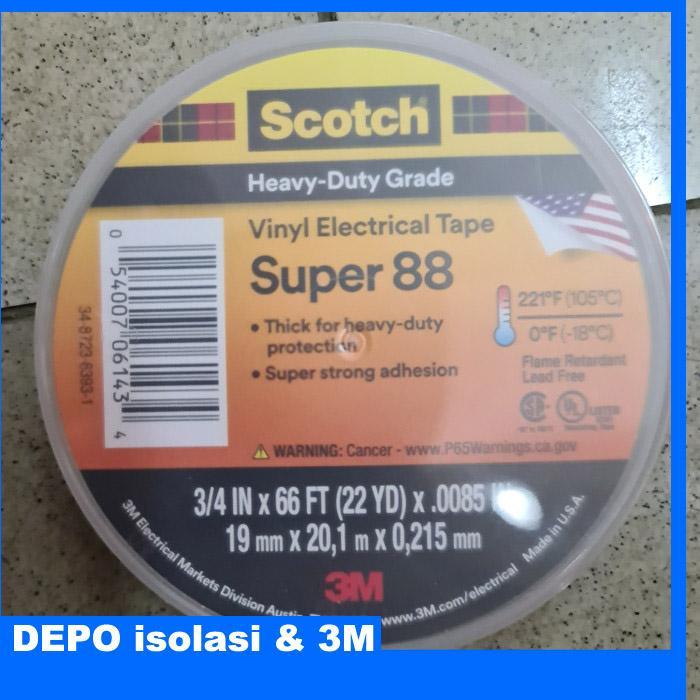 Scotch®
Heavy-Duty Grade
Vinyl Electrical Tape
Super 88
• Thick for heavy-duty
protection
• Super strong adhesion
221°F (105°C)
0°F (-18°C)
Flame Retardant
Lead Free
LISTED
0 54007 06143 4
34-8723-6393-1
WARNING: Cancer - www.P65Warnings.ca.gov
3/4 IN x 66 FT (22 YD) x .0085 IN
19 mm x 20,1 m x 0,215 mm
3M
3M Electrical Markets Division Austin, www.3M.com/electrical Made in U.S.A.
DEPO isolasi & 3M